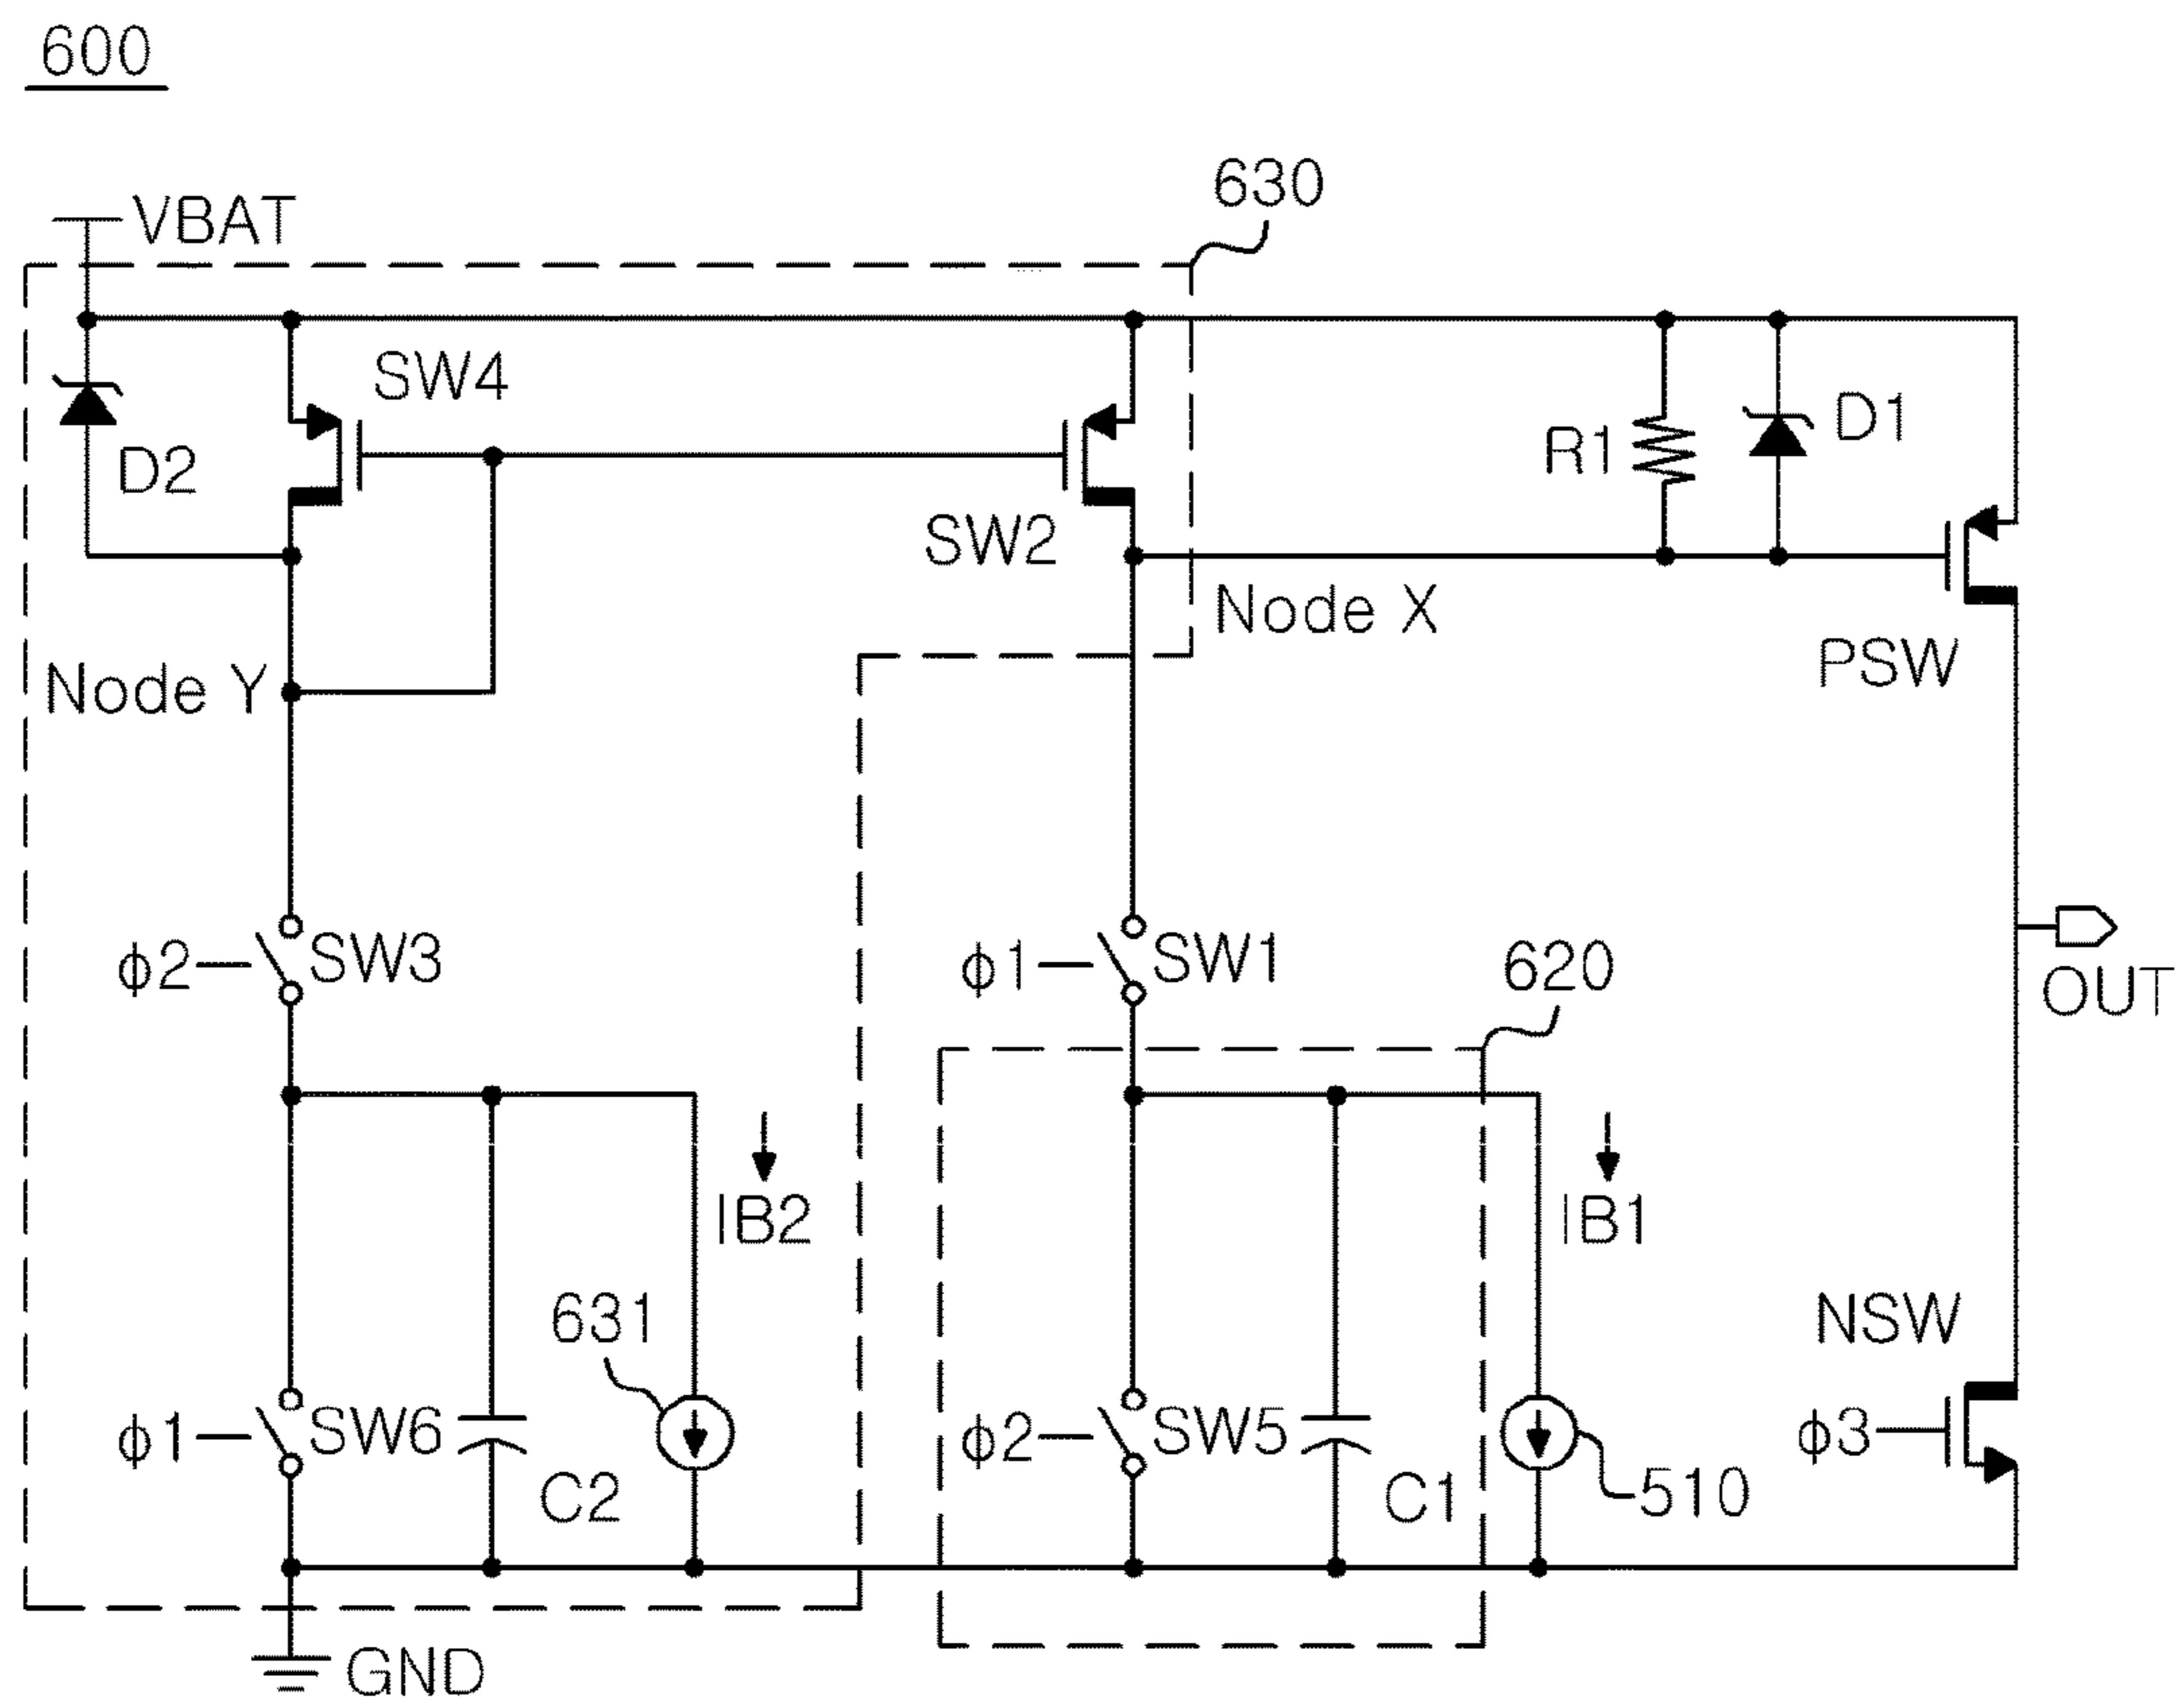 600
630
VBAT
SW4
D2
SW2
R1
D1
Node X
PSW
Node Y
ϕ2
SW3
ϕ1
SW1
620
OUT
IB2
IB1
631
NSW
ϕ1
SW6
C2
ϕ2
SW5
C1
510
ϕ3
GND